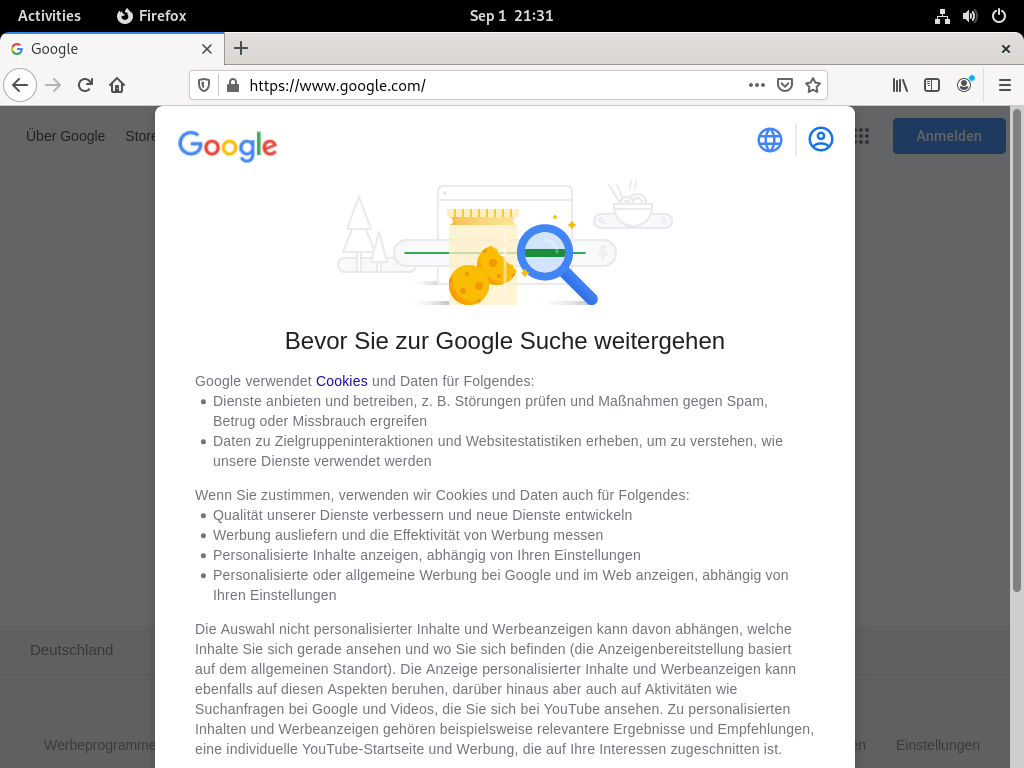 Activities Firefox Sep 1 21:31
Google
https://www.google.com/
Über Google Store Anmelden
Google
Bevor Sie zur Google Suche weitergehen
Google verwendet Cookies und Daten für Folgendes:
• Dienste anbieten und betreiben, z. B. Störungen prüfen und Maßnahmen gegen Spam,
Betrug oder Missbrauch ergreifen
• Daten zu Zielgruppeninteraktionen und Websitestatistiken erheben, um zu verstehen, wie
unsere Dienste verwendet werden
Wenn Sie zustimmen, verwenden wir Cookies und Daten auch für Folgendes:
• Qualität unserer Dienste verbessern und neue Dienste entwickeln
• Werbung ausliefern und die Effektivität von Werbung messen
• Personalisierte Inhalte anzeigen, abhängig von Ihren Einstellungen
• Personalisierte oder allgemeine Werbung bei Google und im Web anzeigen, abhängig von
Ihren Einstellungen
Die Auswahl nicht personalisierter Inhalte und Werbeanzeigen kann davon abhängen, welche
Inhalte Sie sich gerade ansehen und wo Sie sich befinden (die Anzeigenbereitstellung basiert
auf dem allgemeinen Standort). Die Anzeige personalisierter Inhalte und Werbeanzeigen kann
ebenfalls auf diesen Aspekten beruhen, darüber hinaus aber auch auf Aktivitäten wie
Suchanfragen bei Google und Videos, die Sie sich bei YouTube ansehen. Zu personalisierten
Inhalten und Werbeanzeigen gehören beispielsweise relevantere Ergebnisse und Empfehlungen,
eine individuelle YouTube-Startseite und Werbung, die auf Ihre Interessen zugeschnitten ist.
Deutschland
Werbeprogramme en Einstellungen